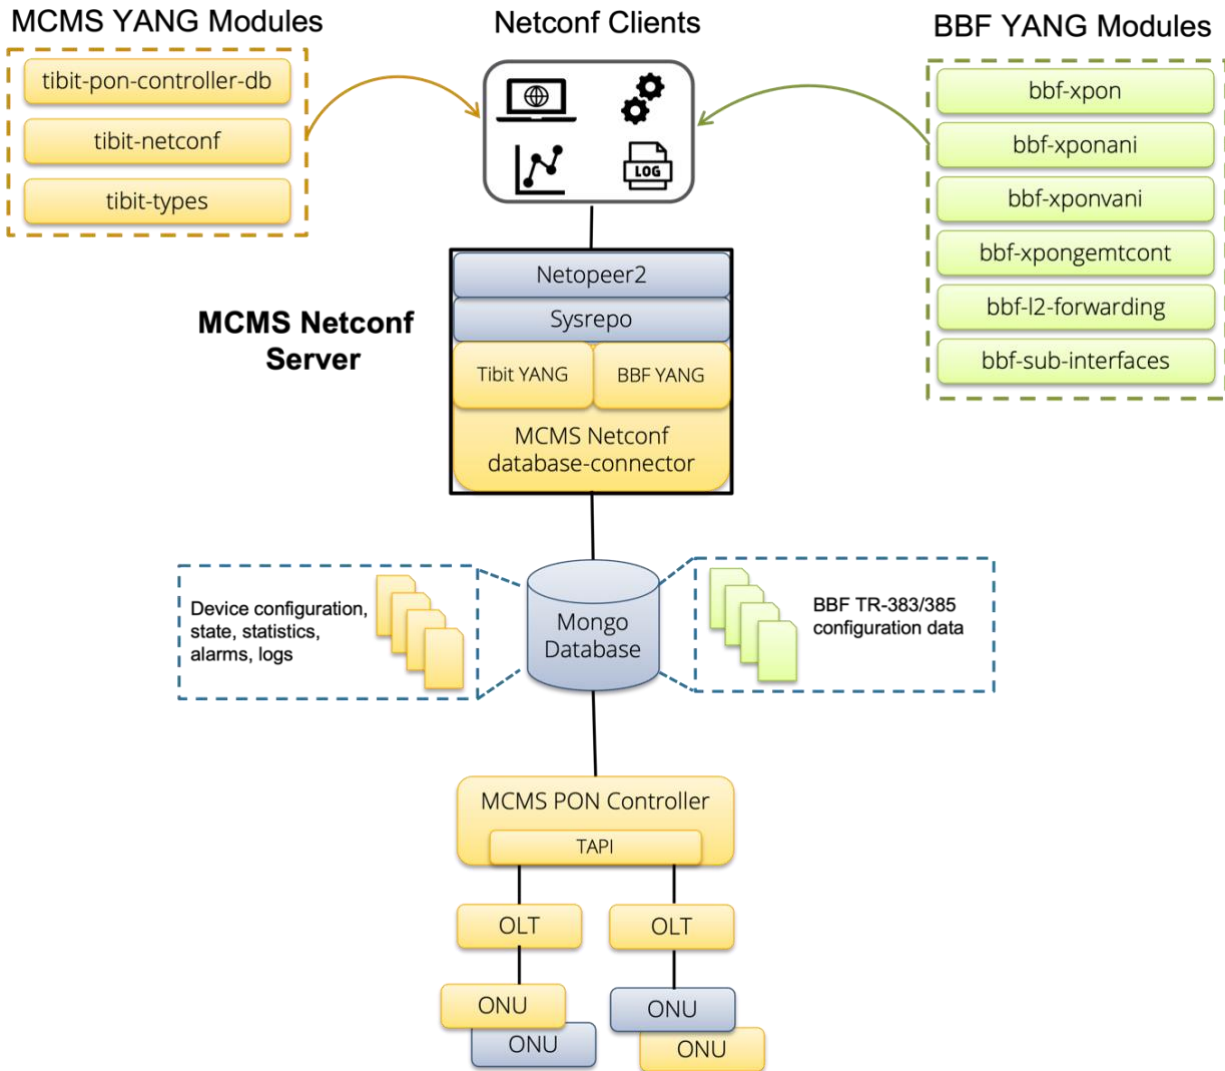 MCMS YANG Modules
tibit-pon-controller-db
tibit-netconf
tibit-types
Netconf Clients
LOG
BBF YANG Modules
bbf-xpon
bbf-xponani
bbf-xponvani
bbf-xpongemtcont
bbf-l2-forwarding
bbf-sub-interfaces
MCMS Netconf
Server
Netopeer2
Sysrepo
Tibit YANG
BBF YANG
MCMS Netconf
database-connector
Device configuration,
state, statistics,
alarms, logs
Mongo
Database
BBF TR-383/385
configuration data
MCMS PON Controller
TAPI
OLT
OLT
ONU
ONU
ONU
ONU